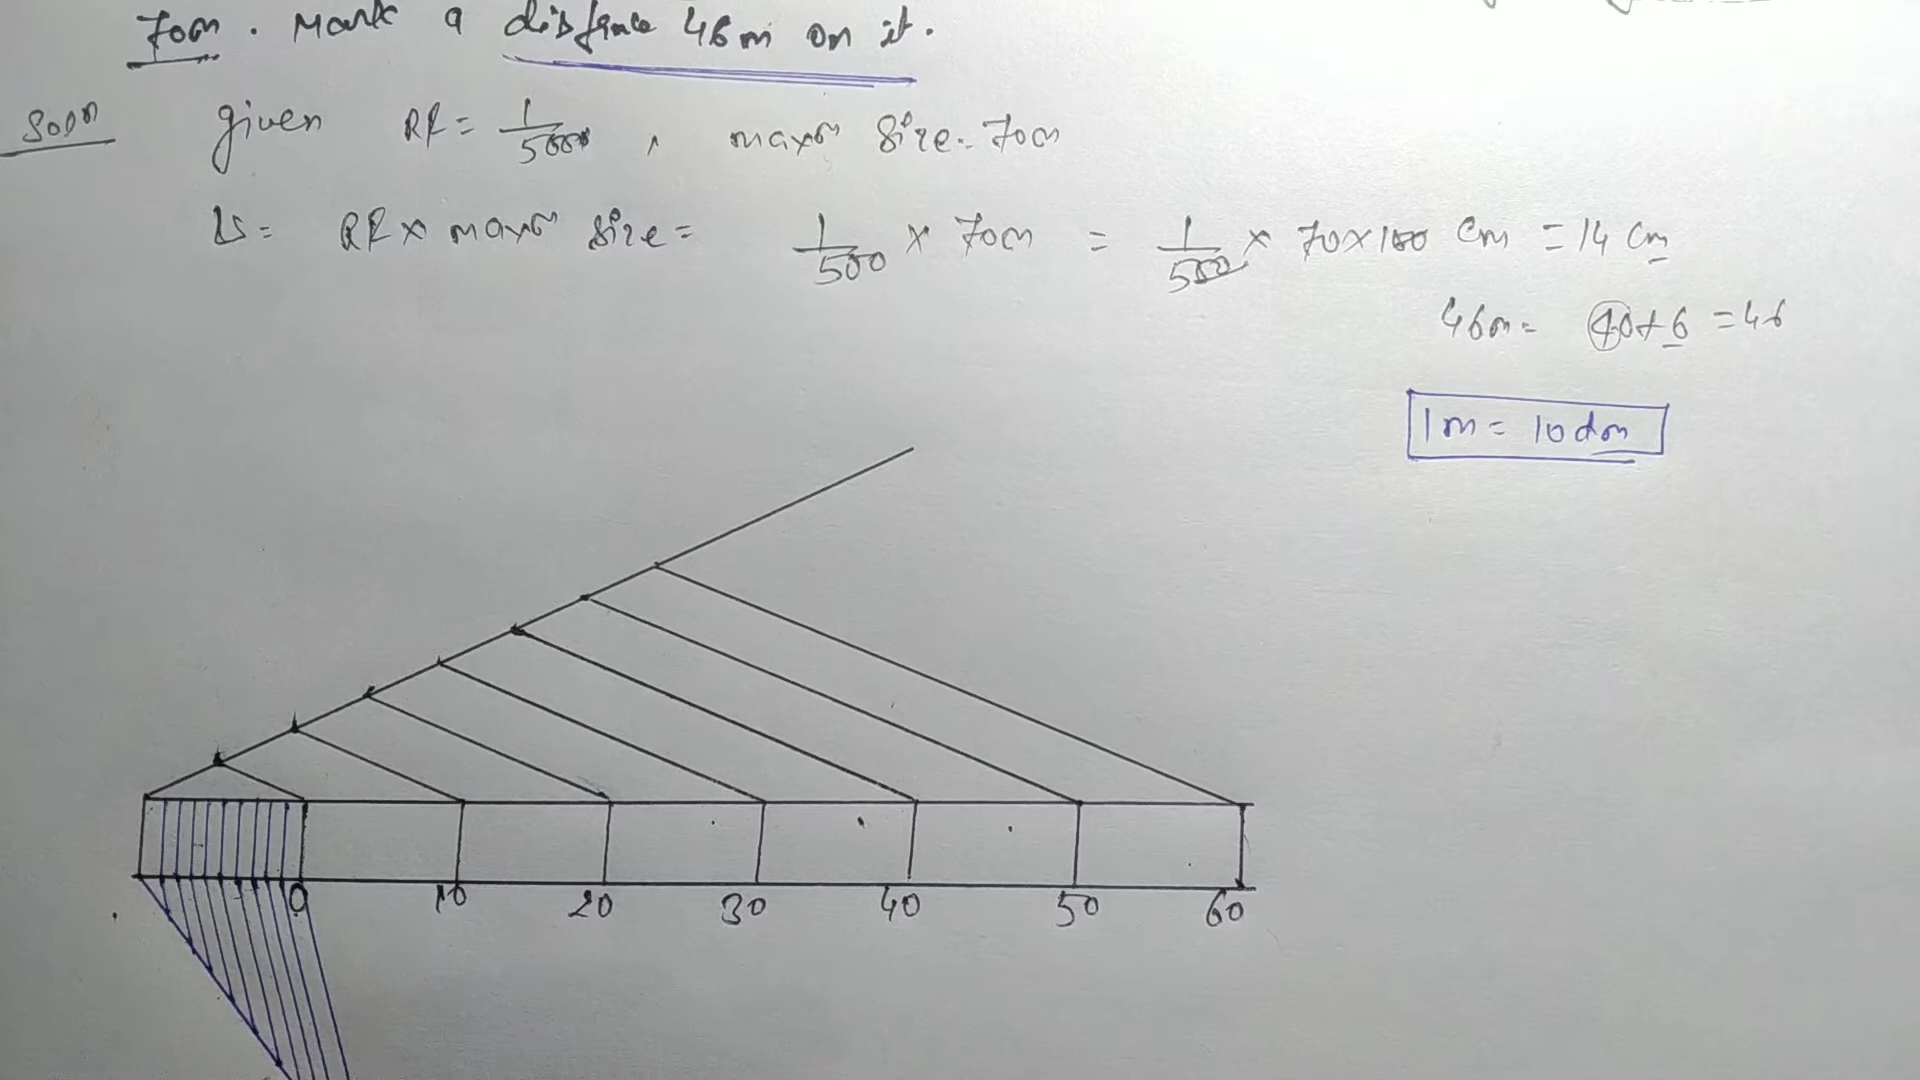 70m. Mark a distance 46m on it.
Soln given RF = 1/500, maxm size = 70m
LS = RF x maxm size = 1/500 x 70m = 1/500 x 70x100 cm = 14 cm
46m = 40+6 = 46
1m = 10dm
0 10 20 30 40 50 60